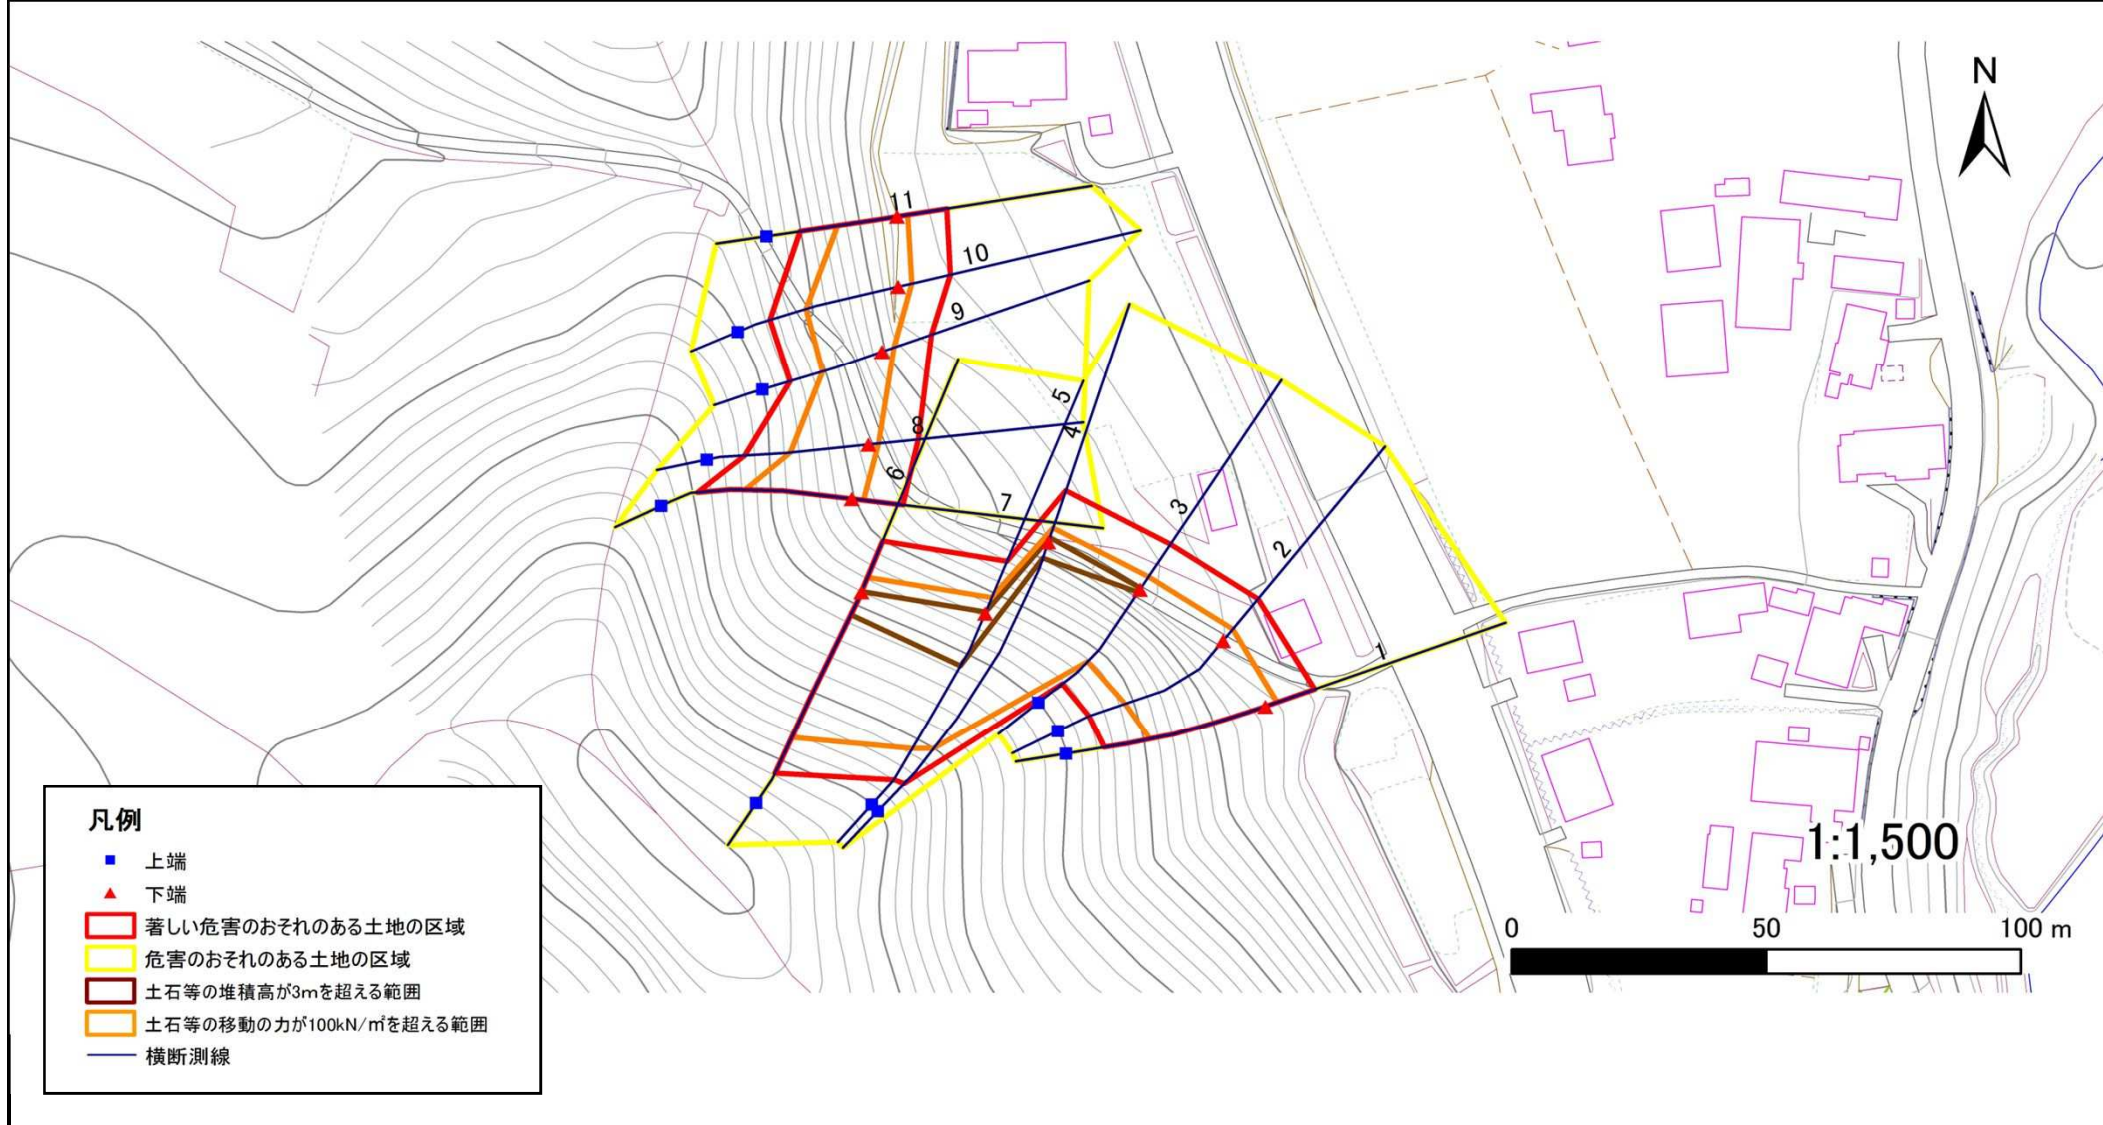 N
11
10
9
5
8
4
6
7
3
2
1
凡例
上端
下端
著しい危害のおそれのある土地の区域
危害のおそれのある土地の区域
土石等の堆積高が3mを超える範囲
土石等の移動の力が100kN/㎡を超える範囲
横断測線
1:1,500
0 50 100 m